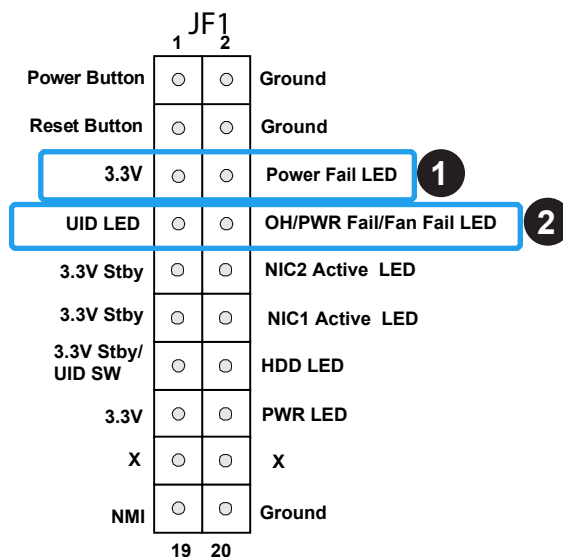 JF1
1 2
Power Button Ground
Reset Button Ground
3.3V Power Fail LED 1
UID LED OH/PWR Fail/Fan Fail LED 2
3.3V Stby NIC2 Active LED
3.3V Stby NIC1 Active LED
3.3V Stby/
UID SW HDD LED
3.3V PWR LED
X X
NMI Ground
19 20